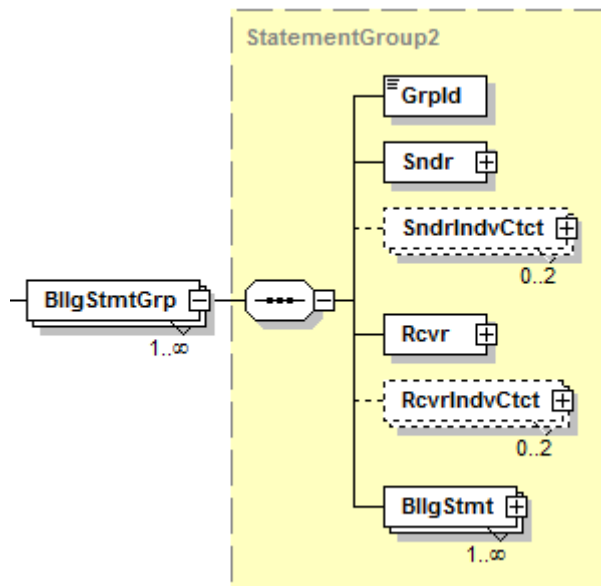 StatementGroup2
GrpId
Sndr
SndrIndvCtct
0..2
BllgStmtGrp
1..∞
Rcvr
RcvrIndvCtct
0..2
BllgStmt
1..∞